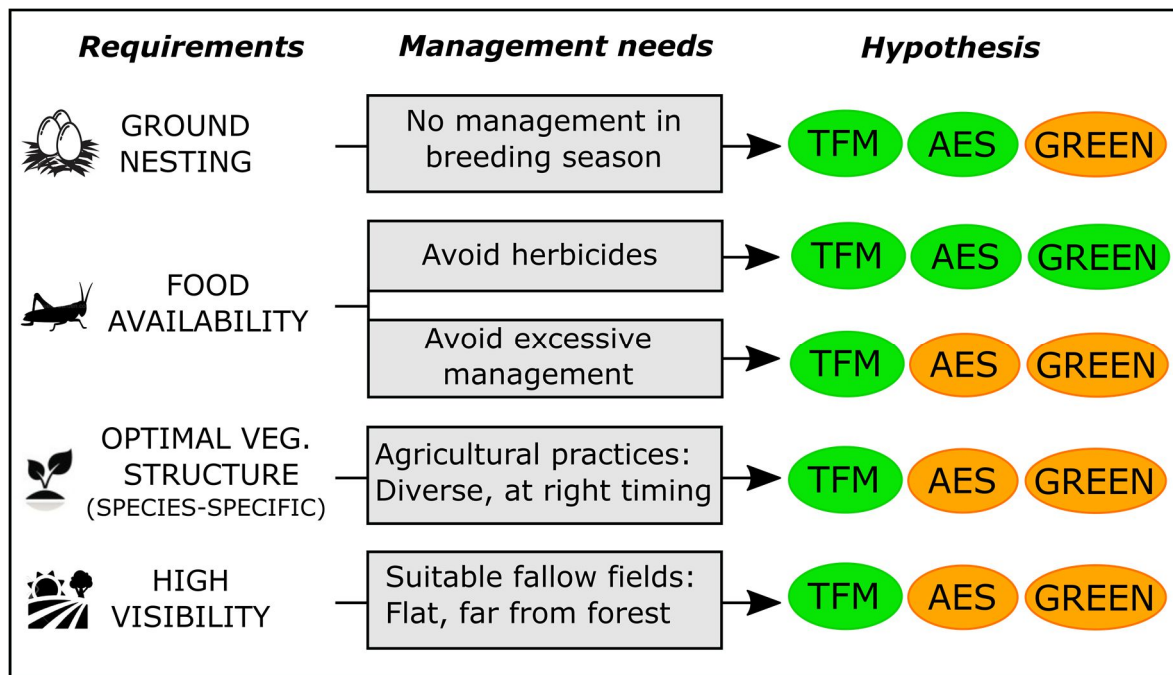 Requirements
Management needs
Hypothesis
GROUND
NESTING
No management in
breeding season
TFM
AES
GREEN
FOOD
AVAILABILITY
Avoid herbicides
TFM
AES
GREEN
Avoid excessive
management
TFM
AES
GREEN
OPTIMAL VEG.
STRUCTURE
(SPECIES-SPECIFIC)
Agricultural practices:
Diverse, at right timing
TFM
AES
GREEN
HIGH
VISIBILITY
Suitable fallow fields:
Flat, far from forest
TFM
AES
GREEN